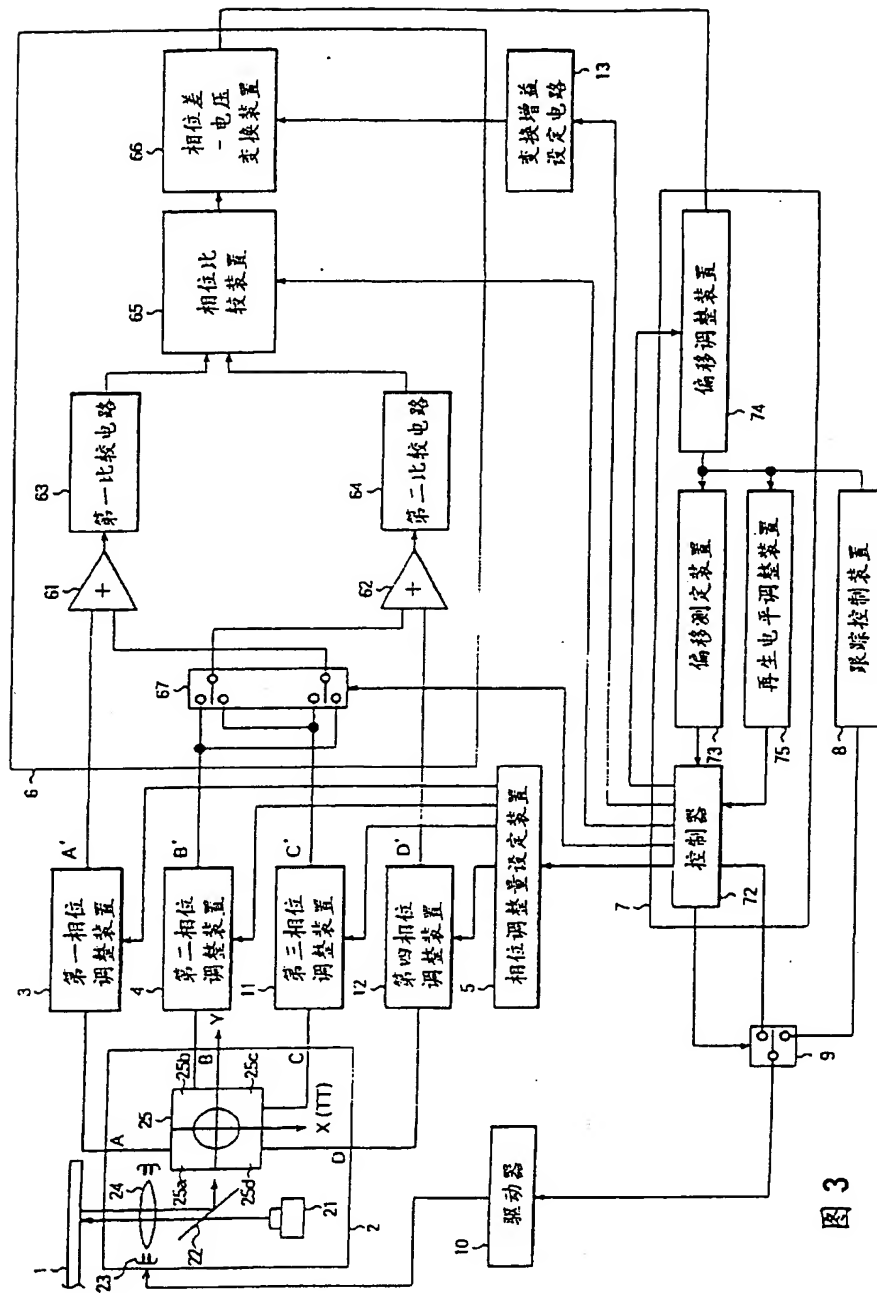 1
23
24
22
21
2
25
25a
25b
25c
25d
A
B
C
D
Y
X (TT)
3
第一相位
调整装置
A'
4
第二相位
调整装置
B'
11
第三相位
调整装置
C'
12
第四相位
调整装置
D'
5
相位调整量设定装置
6
67
61
+
62
+
63
第一比较电路
64
第二比较电路
65
相位比
较装置
66
相位差
-电压
变换装置
13
变换增益
设定电路
7
72
控制器
73
偏移测定装置
74
偏移调整装置
75
再生电平调整装置
8
跟踪控制装置
9
10
驱动器
图 3